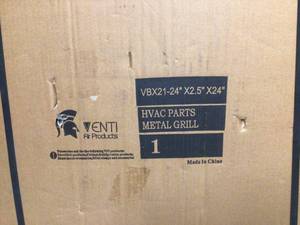 VBX21-24" X2.5" X24"
VENTI
Air Products
HVAC PARTS
METAL GRILL
1
Made In China